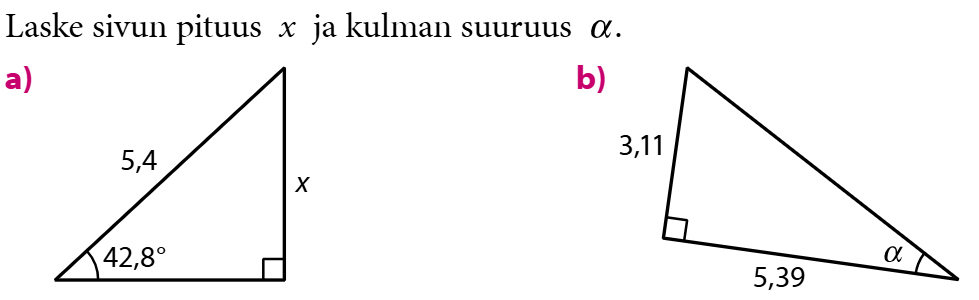 Laske sivun pituus x ja kulman suuruus α.
a)
5,4
x
42,8°
b)
3,11
α
5,39